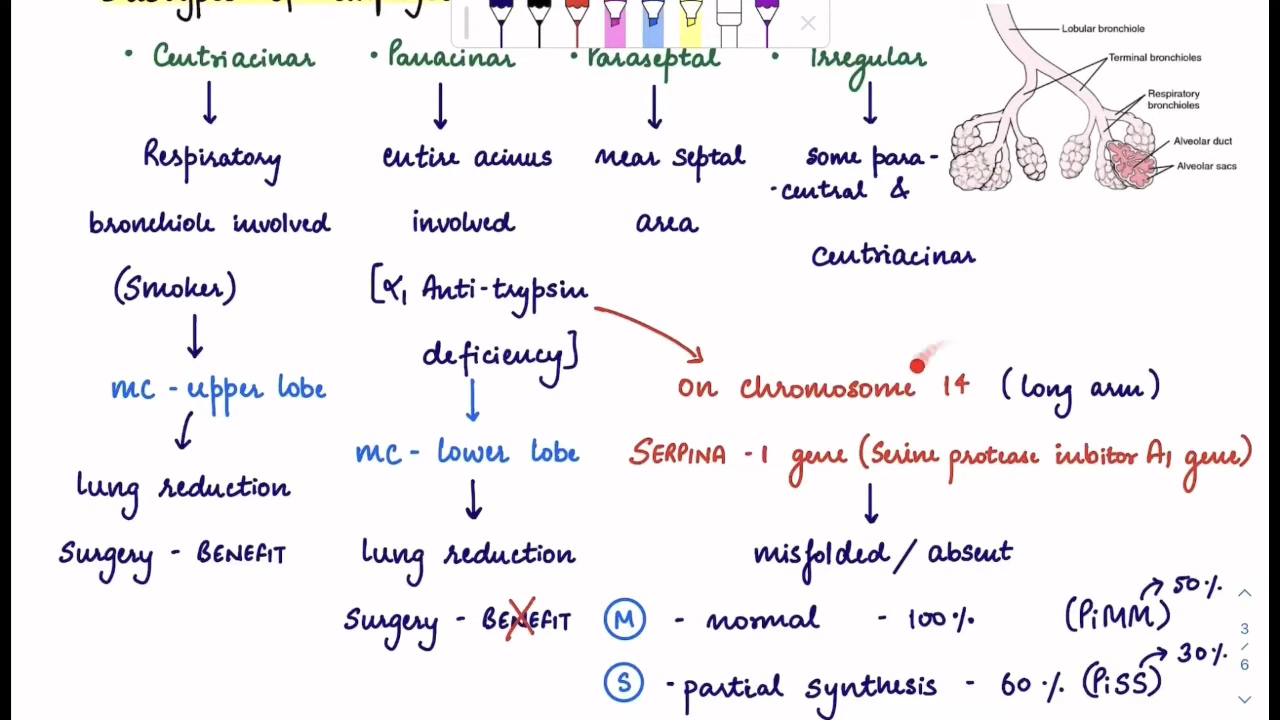 Subtypes of
• Centriacinar • Panacinar • Paraseptal • Irregular
Respiratory
bronchiole involved
(Smoker)
mc - upper lobe
lung reduction
Surgery - BENEFIT
entire acinus
involved
[α1 Anti-trypsin
deficiency]
mc - lower lobe
lung reduction
Surgery - BENEFIT
near septal
area
some para-
-central &
centriacinar
on chromosome 14 (long arm)
SERPINA - 1 gene (Serine protease inbitor A1 gene)
misfolded / absent
M - normal - 100% (PiMM) 50%
S - partial synthesis - 60% (PiSS) 30%
Lobular bronchiole
Terminal bronchioles
Respiratory
bronchioles
Alveolar duct
Alveolar sacs
3
/
6